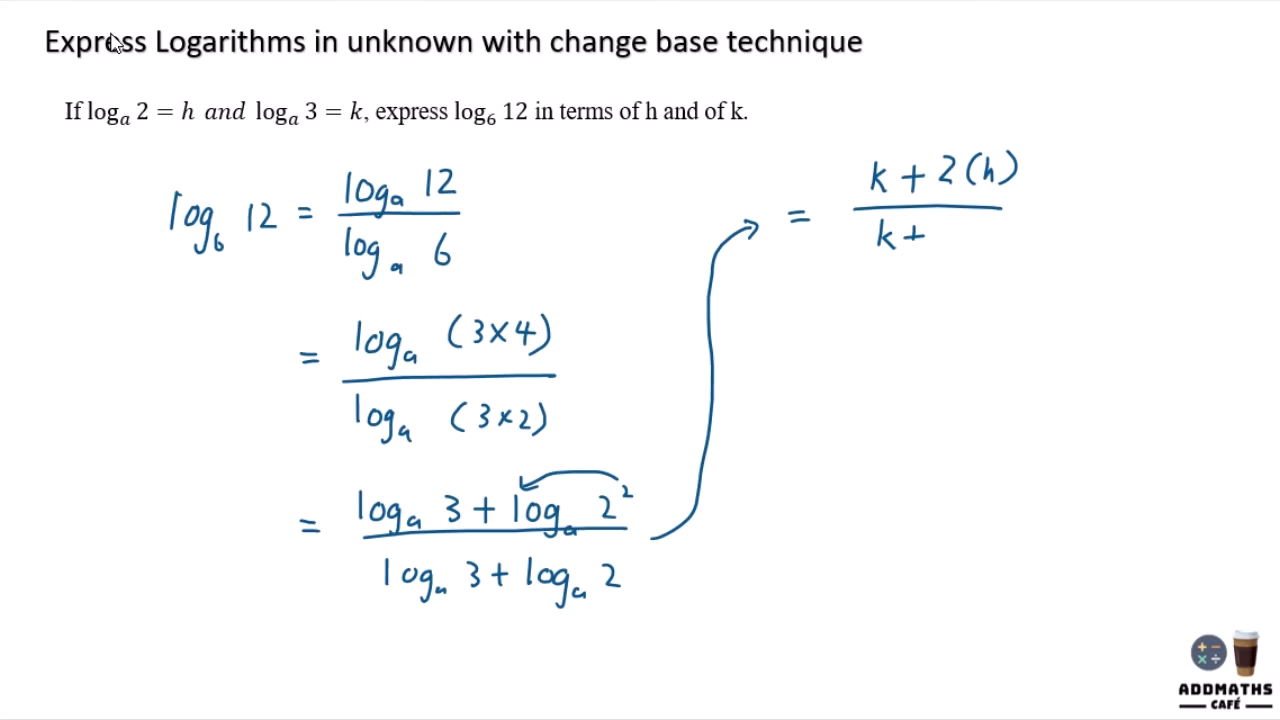 Express Logarithms in unknown with change base technique
If logₐ 2 = h and logₐ 3 = k, express log₆ 12 in terms of h and of k.
log₆ 12 = logₐ 12 / logₐ 6
= logₐ (3×4) / logₐ (3×2)
= logₐ 3 + logₐ 2² / logₐ 3 + logₐ 2
= k + 2(h) / k +
+ −
× ÷
ADDMATHS
CAFÉ